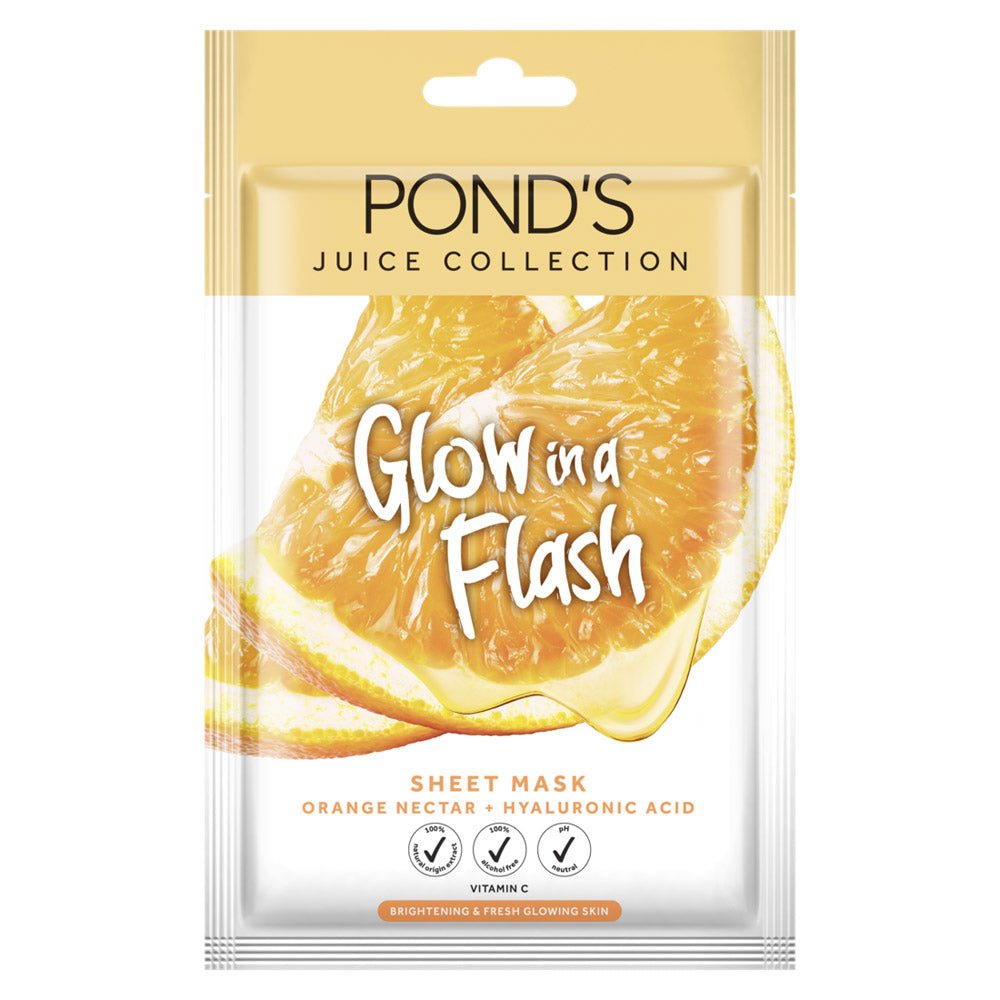 POND'S
JUICE COLLECTION
Glow in a
Flash
SHEET MASK
ORANGE NECTAR + HYALURONIC ACID
100%
natural origin extract
100%
alcohol free
pH
neutral
VITAMIN C
BRIGHTENING & FRESH GLOWING SKIN